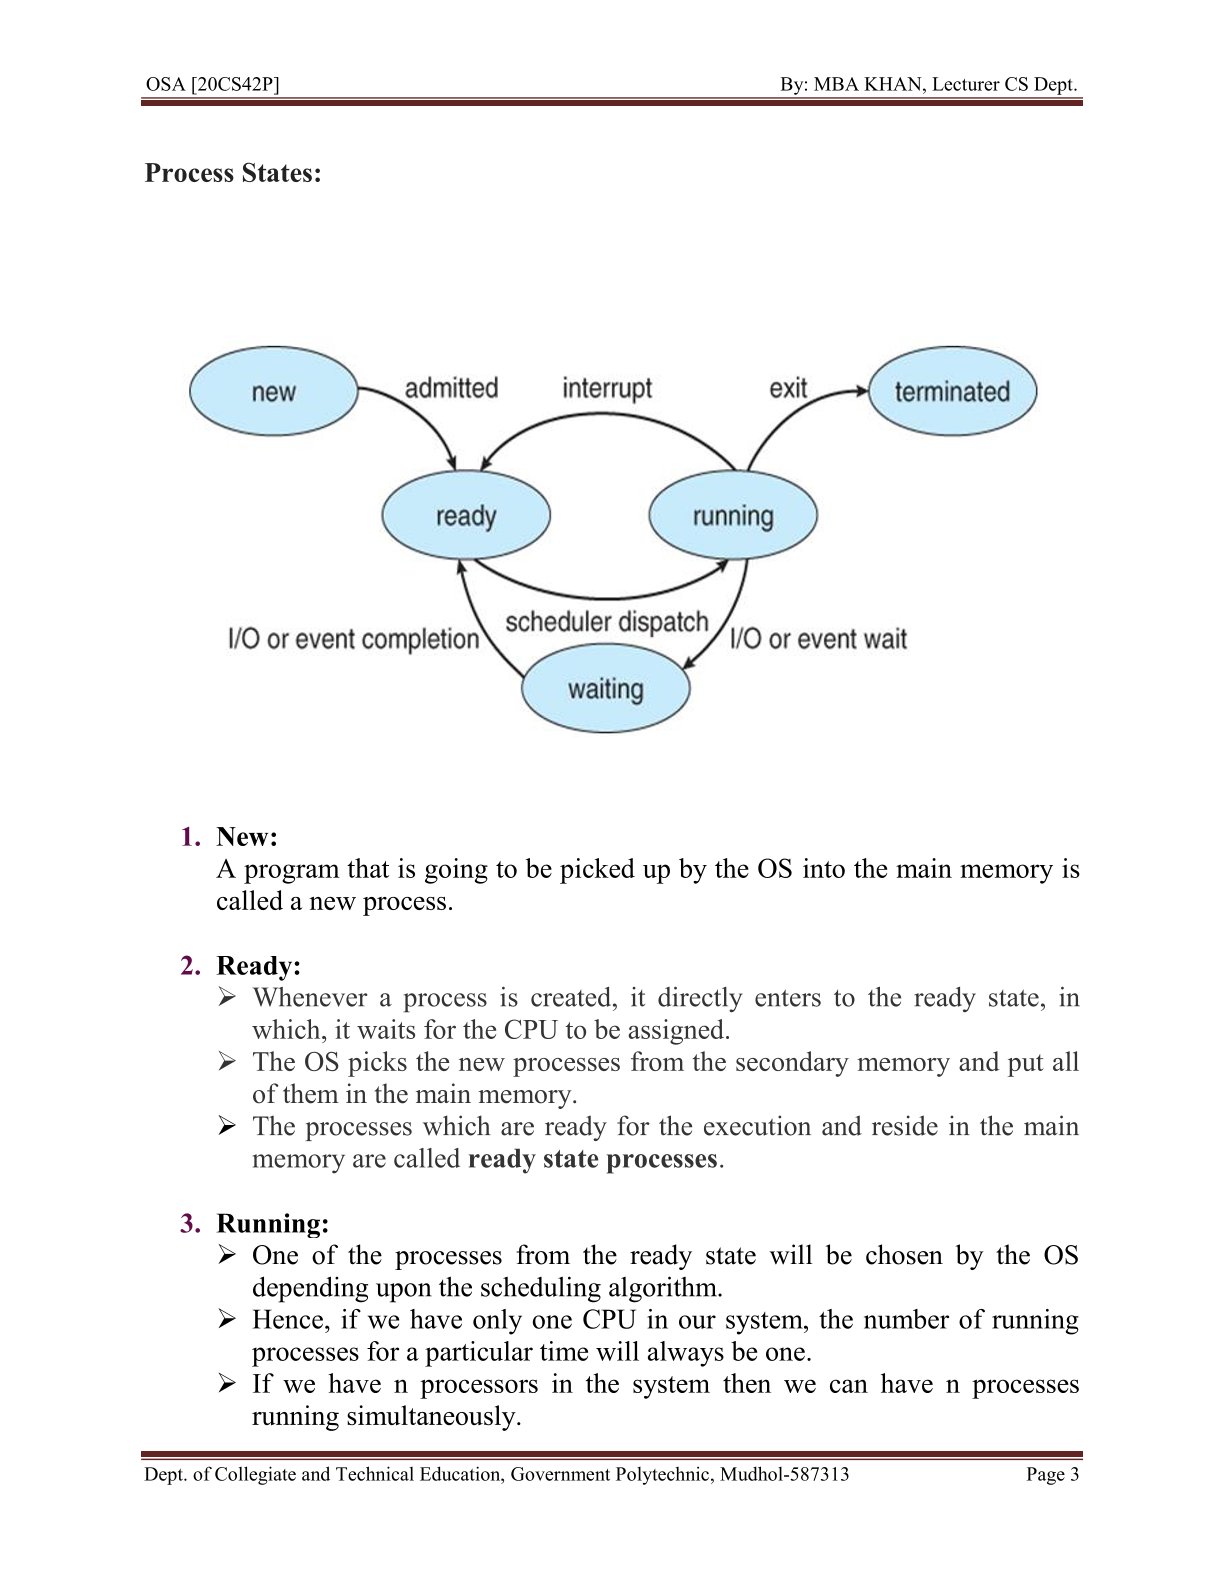 OSA [20CS42P] By: MBA KHAN, Lecturer CS Dept.
Process States:
new admitted interrupt exit terminated
ready running
scheduler dispatch
I/O or event completion I/O or event wait
waiting
1. New:
A program that is going to be picked up by the OS into the main memory is
called a new process.
2. Ready:
➢ Whenever a process is created, it directly enters to the ready state, in
which, it waits for the CPU to be assigned.
➢ The OS picks the new processes from the secondary memory and put all
of them in the main memory.
➢ The processes which are ready for the execution and reside in the main
memory are called ready state processes.
3. Running:
➢ One of the processes from the ready state will be chosen by the OS
depending upon the scheduling algorithm.
➢ Hence, if we have only one CPU in our system, the number of running
processes for a particular time will always be one.
➢ If we have n processors in the system then we can have n processes
running simultaneously.
Dept. of Collegiate and Technical Education, Government Polytechnic, Mudhol-587313 Page 3